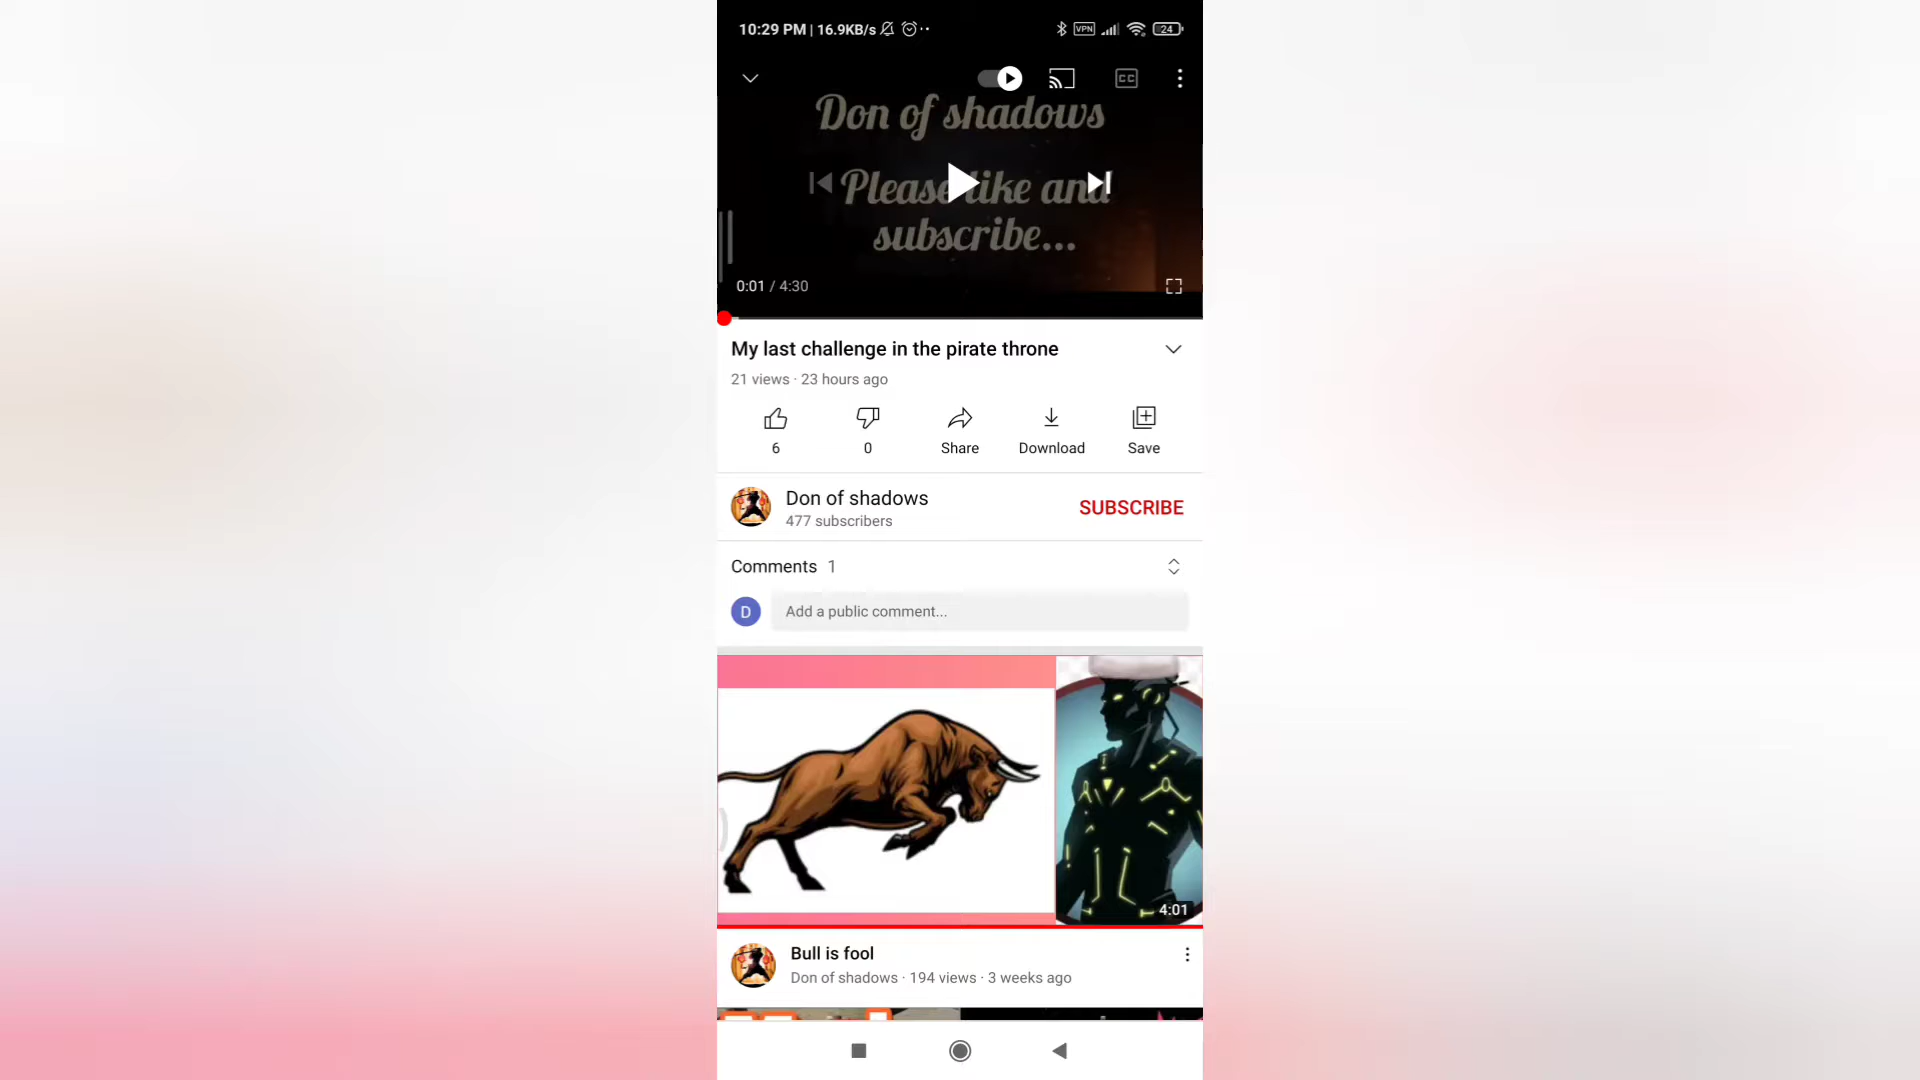 10:29 PM | 16.9KB/s
VPN
24
CC
Don of shadows
Please like and
subscribe...
0:01 / 4:30
My last challenge in the pirate throne
21 views · 23 hours ago
6
0
Share
Download
Save
Don of shadows
477 subscribers
SUBSCRIBE
Comments 1
D
Add a public comment...
4:01
Bull is fool
Don of shadows · 194 views · 3 weeks ago